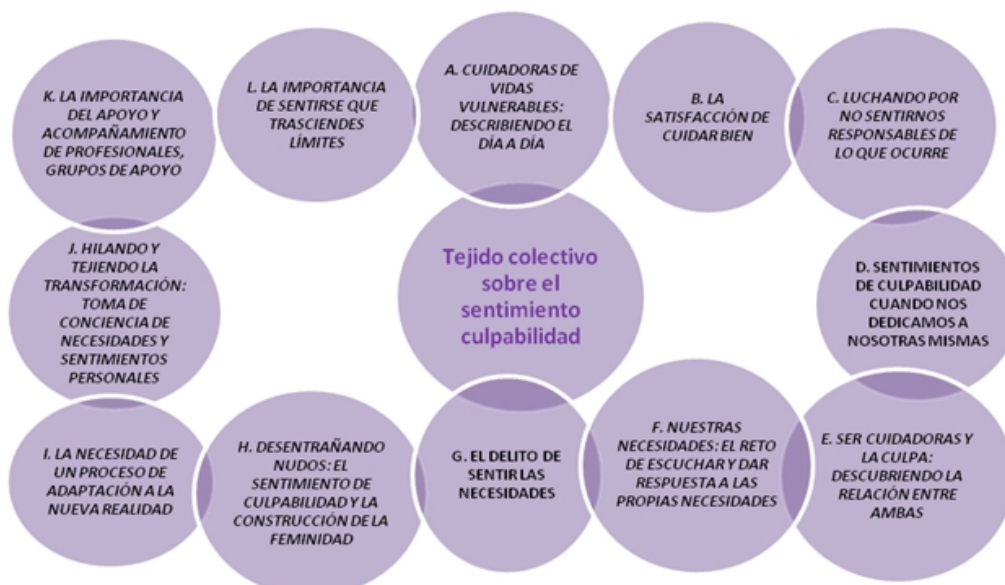 K. LA IMPORTANCIA
DEL APOYO Y
ACOMPAÑAMIENTO
DE PROFESIONALES,
GRUPOS DE APOYO
L. LA IMPORTANCIA
DE SENTIRSE QUE
TRASCIENDES
LÍMITES
A. CUIDADORAS DE
VIDAS
VULNERABLES:
DESCRIBIENDO EL
DÍA A DÍA
B. LA
SATISFACCIÓN DE
CUIDAR BIEN
C. LUCHANDO POR
NO SENTIRNOS
RESPONSABLES DE
LO QUE OCURRE
J. HILANDO Y
TEJIENDO LA
TRANSFORMACIÓN:
TOMA DE
CONCIENCIA DE
NECESIDADES Y
SENTIMIENTOS
PERSONALES
Tejido colectivo
sobre el
sentimiento
culpabilidad
D. SENTIMIENTOS
DE CULPABILIDAD
CUANDO NOS
DEDICAMOS A
NOSOTRAS MISMAS
I. LA NECESIDAD DE
UN PROCESO DE
ADAPTACIÓN A LA
NUEVA REALIDAD
H. DESENTRAÑANDO
NUDOS: EL
SENTIMIENTO DE
CULPABILIDAD Y LA
CONSTRUCCIÓN DE LA
FEMINIDAD
G. EL DELITO DE
SENTIR LAS
NECESIDADES
F. NUESTRAS
NECESIDADES: EL RETO
DE ESCUCHAR Y DAR
RESPUESTA A LAS
PROPIAS NECESIDADES
E. SER CUIDADORAS Y
LA CULPA:
DESCUBRIENDO LA
RELACIÓN ENTRE
AMBAS